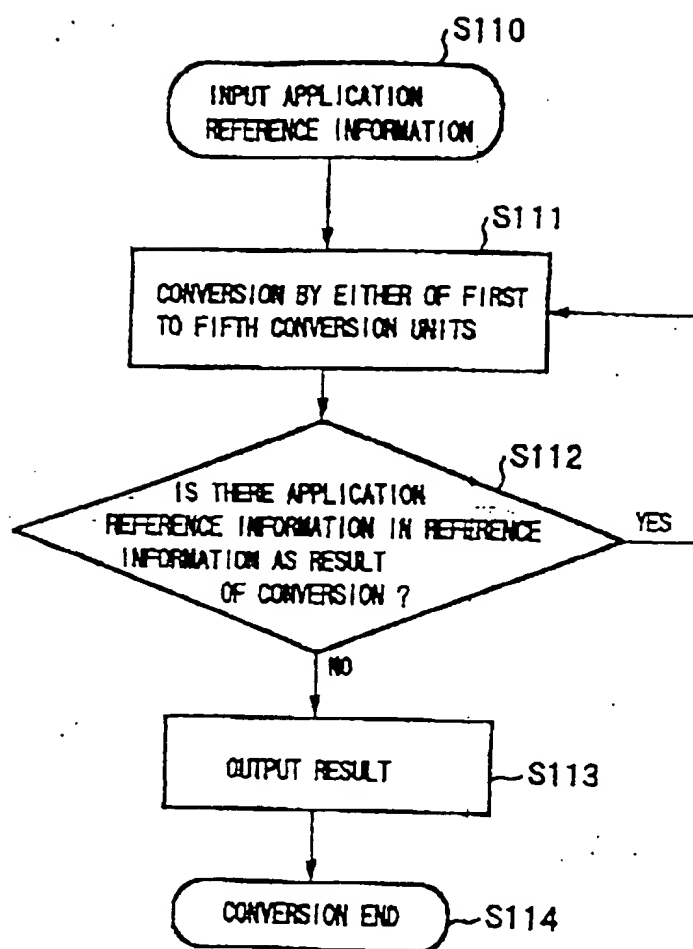 S110
INPUT APPLICATION
REFERENCE INFORMATION
S111
CONVERSION BY EITHER OF FIRST
TO FIFTH CONVERSION UNITS
S112
IS THERE APPLICATION
REFERENCE INFORMATION IN REFERENCE
INFORMATION AS RESULT
OF CONVERSION ?
YES
NO
OUTPUT RESULT
S113
CONVERSION END
S114